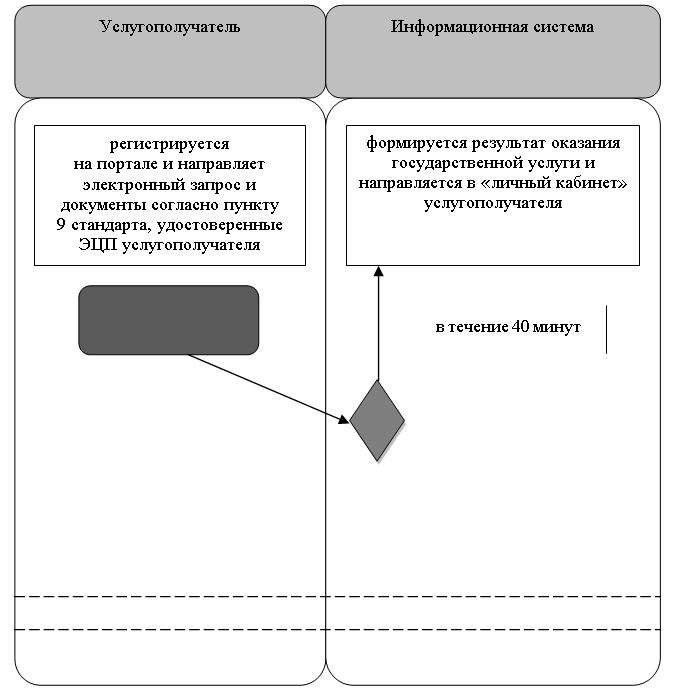 Услугополучатель
Информационная система
регистрируется
на портале и направляет
электронный запрос и
документы согласно пункту
9 стандарта, удостоверенные
ЭЦП услугополучателя
формируется результат оказания
государственной услуги и
направляется в «личный кабинет»
услугополучателя
в течение 40 минут